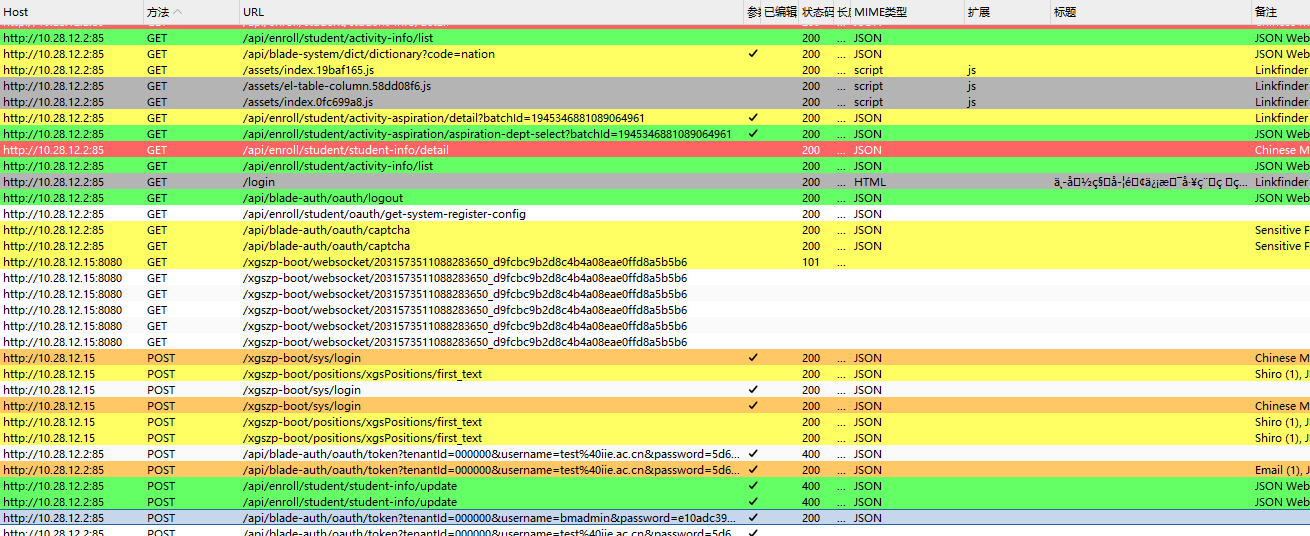 Host 方法 URL 参数 已编辑 状态码 长度 MIME类型 扩展 标题 备注
http://10.28.12.2:85 GET /api/enroll/student/activity-info/list 200 ... JSON JSON Web
http://10.28.12.2:85 GET /api/blade-system/dict/dictionary?code=nation ✓ 200 ... JSON
http://10.28.12.2:85 GET /assets/index.19baf165.js 200 ... script js Linkfinder
http://10.28.12.2:85 GET /assets/el-table-column.58dd08f6.js 200 ... script js Linkfinder
http://10.28.12.2:85 GET /assets/index.0fc699a8.js 200 ... script js Linkfinder
http://10.28.12.2:85 GET /api/enroll/student/activity-aspiration/detail?batchId=1945346881089064961 ✓ 200 ... JSON Linkfinder
http://10.28.12.2:85 GET /api/enroll/student/activity-aspiration/aspiration-dept-select?batchId=1945346881089064961 ✓ 200 ... JSON JSON Web
http://10.28.12.2:85 GET /api/enroll/student/student-info/detail 200 ... JSON Chinese M
http://10.28.12.2:85 GET /api/enroll/student/activity-info/list 200 ... JSON JSON Web
http://10.28.12.2:85 GET /login 200 ... HTML Linkfinder
http://10.28.12.2:85 GET /api/blade-auth/oauth/logout 200 ... JSON JSON Web
http://10.28.12.2:85 GET /api/enroll/student/oauth/get-system-register-config 200 ... JSON
http://10.28.12.2:85 GET /api/blade-auth/oauth/captcha 200 ... JSON Sensitive F
http://10.28.12.2:85 GET /api/blade-auth/oauth/captcha 200 ... JSON Sensitive F
http://10.28.12.15:8080 GET /xgszp-boot/websocket/2031573511088283650_d9fcbc9b2d8c4b4a08eae0ffd8a5b5b6 101 ...
http://10.28.12.15:8080 GET /xgszp-boot/websocket/2031573511088283650_d9fcbc9b2d8c4b4a08eae0ffd8a5b5b6
http://10.28.12.15:8080 GET /xgszp-boot/websocket/2031573511088283650_d9fcbc9b2d8c4b4a08eae0ffd8a5b5b6
http://10.28.12.15:8080 GET /xgszp-boot/websocket/2031573511088283650_d9fcbc9b2d8c4b4a08eae0ffd8a5b5b6
http://10.28.12.15:8080 GET /xgszp-boot/websocket/2031573511088283650_d9fcbc9b2d8c4b4a08eae0ffd8a5b5b6
http://10.28.12.15:8080 GET /xgszp-boot/websocket/2031573511088283650_d9fcbc9b2d8c4b4a08eae0ffd8a5b5b6
http://10.28.12.15 POST /xgszp-boot/sys/login ✓ 200 ... JSON Chinese M
http://10.28.12.15 POST /xgszp-boot/positions/xgsPositions/first_text 200 ... JSON Shiro (1), J
http://10.28.12.15 POST /xgszp-boot/sys/login ✓ 200 ... JSON
http://10.28.12.15 POST /xgszp-boot/sys/login ✓ 200 ... JSON Chinese M
http://10.28.12.15 POST /xgszp-boot/positions/xgsPositions/first_text 200 ... JSON Shiro (1), J
http://10.28.12.15 POST /xgszp-boot/positions/xgsPositions/first_text 200 ... JSON Shiro (1), J
http://10.28.12.2:85 POST /api/blade-auth/oauth/token?tenantId=000000&username=test%40iie.ac.cn&password=5d6... ✓ 400 ... JSON
http://10.28.12.2:85 POST /api/blade-auth/oauth/token?tenantId=000000&username=test%40iie.ac.cn&password=5d6... ✓ 200 ... JSON Email (1), J
http://10.28.12.2:85 POST /api/enroll/student/student-info/update ✓ 400 ... JSON JSON Web
http://10.28.12.2:85 POST /api/enroll/student/student-info/update ✓ 400 ... JSON JSON Web
http://10.28.12.2:85 POST /api/blade-auth/oauth/token?tenantId=000000&username=bmadmin&password=e10adc39... ✓ 200 ... JSON
http://10.28.12.2:85 POST /api/blade-auth/oauth/token?tenantId=000000&username=test%40iie.ac.cn&password=5d6... ✓